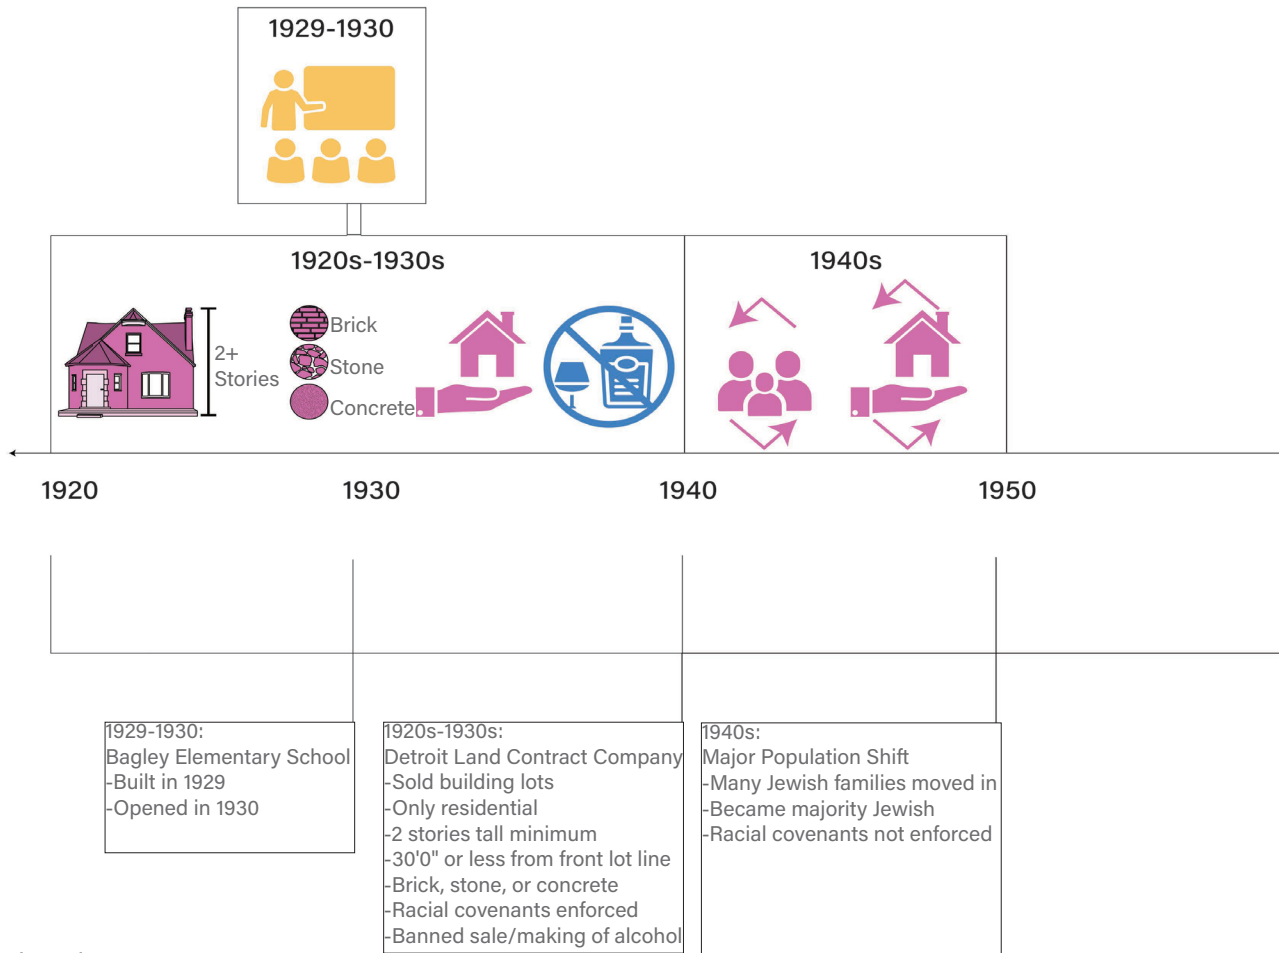 1929-1930
1920s-1930s
2+
Stories
Brick
Stone
Concrete
1940s
1920
1930
1940
1950
1929-1930:
Bagley Elementary School
-Built in 1929
-Opened in 1930
1920s-1930s:
Detroit Land Contract Company
-Sold building lots
-Only residential
-2 stories tall minimum
-30'0" or less from front lot line
-Brick, stone, or concrete
-Racial covenants enforced
-Banned sale/making of alcohol
1940s:
Major Population Shift
-Many Jewish families moved in
-Became majority Jewish
-Racial covenants not enforced